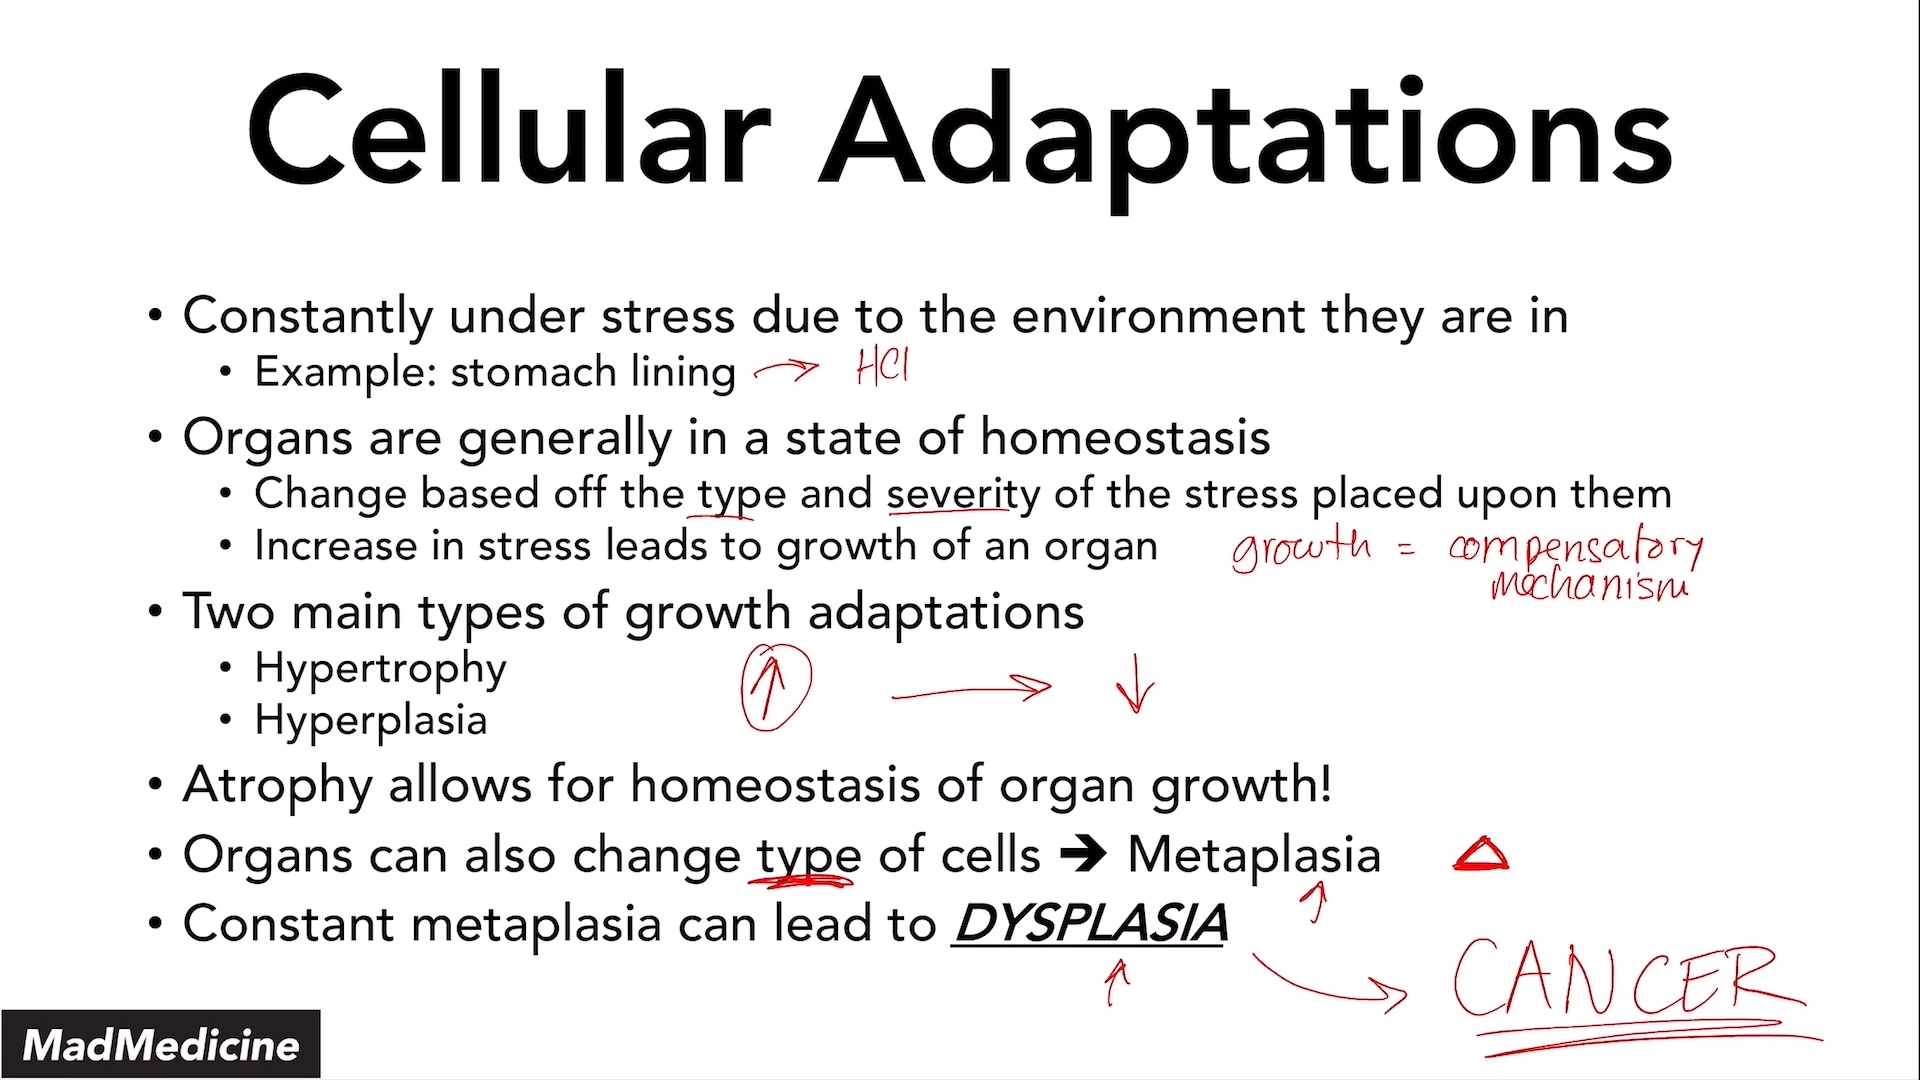 Cellular Adaptations
• Constantly under stress due to the environment they are in
• Example: stomach lining → HCl
• Organs are generally in a state of homeostasis
• Change based off the type and severity of the stress placed upon them
• Increase in stress leads to growth of an organ growth = compensatory
mechanism
• Two main types of growth adaptations
• Hypertrophy
↑ → ↓
• Hyperplasia
• Atrophy allows for homeostasis of organ growth!
• Organs can also change type of cells ➔ Metaplasia Δ
• Constant metaplasia can lead to DYSPLASIA
→ CANCER
MadMedicine